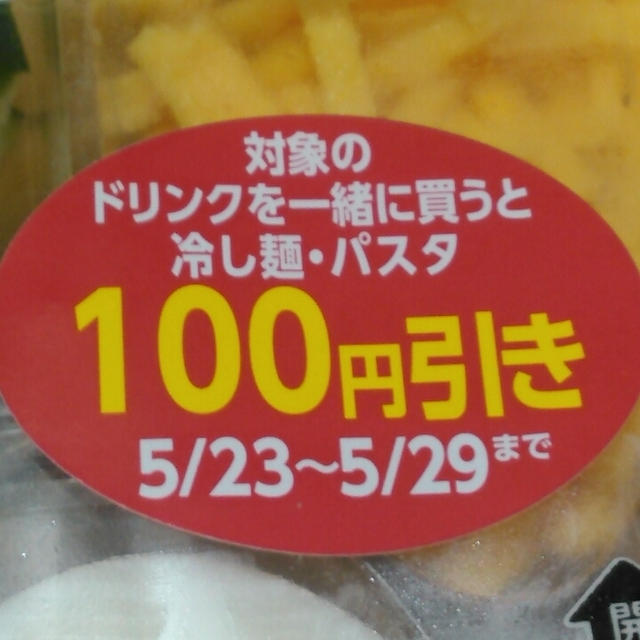 対象の
ドリンクを一緒に買うと
冷し麺・パスタ
100円引き
5/23～5/29まで